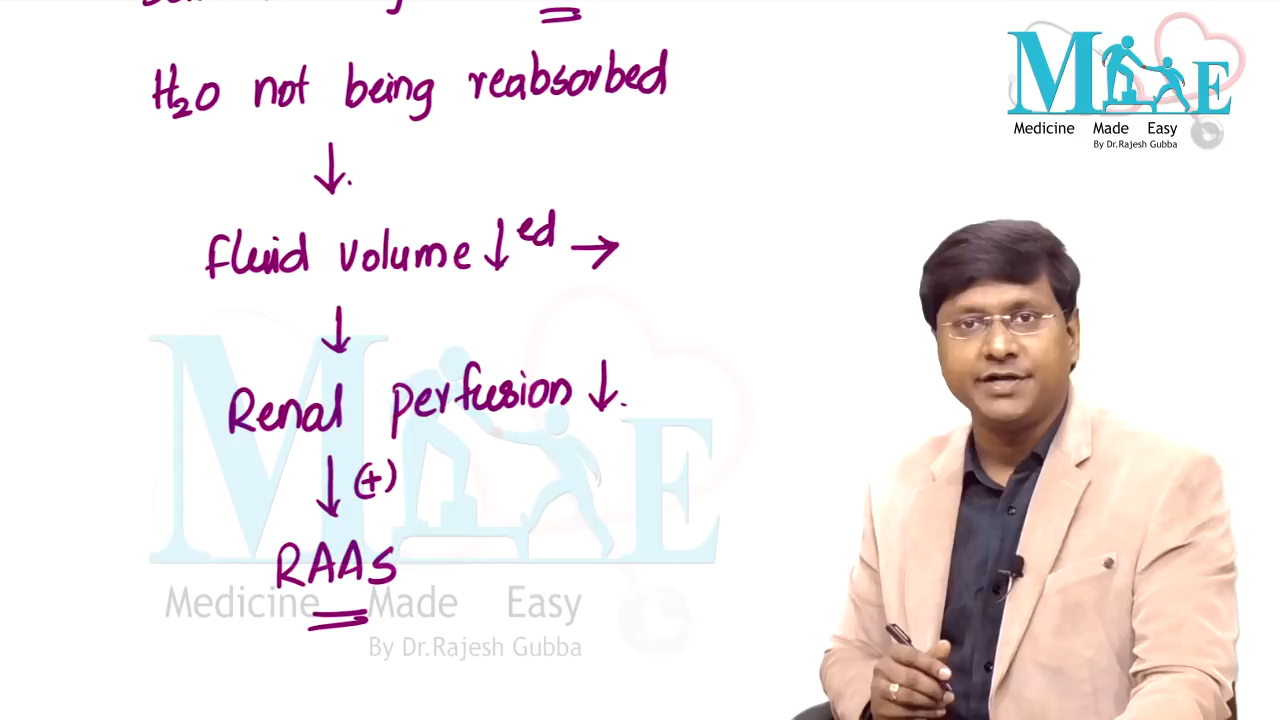 H₂O not being reabsorbed
↓
fluid volume ↓ed →
↓
Renal perfusion ↓.
↓ (+)
RAAS
MME
Medicine Made Easy
By Dr.Rajesh Gubba
Medicine Made Easy
By Dr.Rajesh Gubba